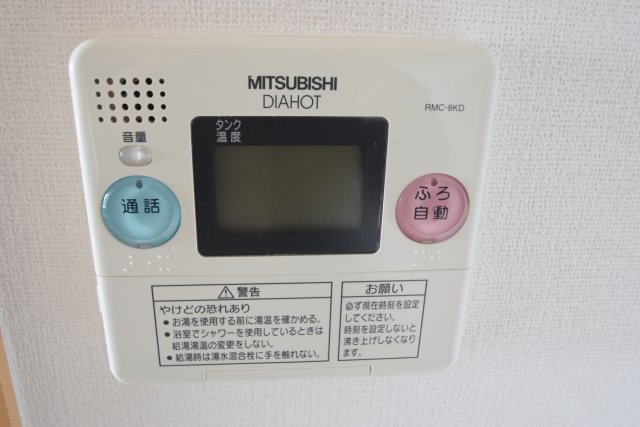 MITSUBISHI
DIAHOT
RMC-8KD
音量
タンク
温度
通話
ふろ
自動
警告
やけどの恐れあり
● お湯を使用する前に湯温を確かめる。
● 浴室でシャワーを使用しているときは
給湯湯温の変更をしない。
● 給湯時は湯水混合栓に手を触れない。
お願い
必ず現在時刻を設定
してください。
時刻を設定しないと
沸き上げしなくなり
ます。